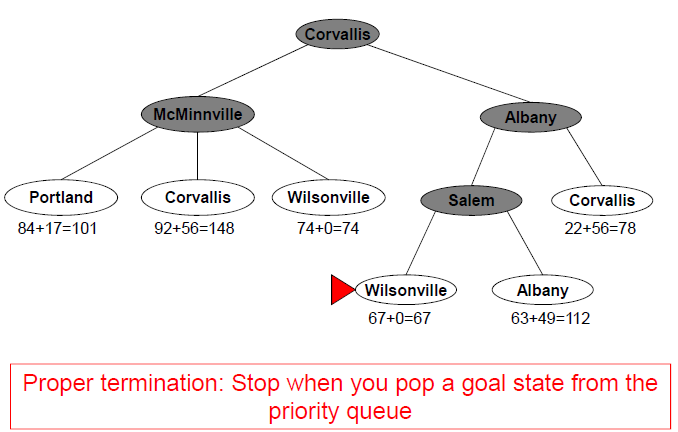 Corvallis
McMinnville
Albany
Portland
Corvallis
Wilsonville
Salem
Corvallis
84+17=101
92+56=148
74+0=74
22+56=78
Wilsonville
Albany
67+0=67
63+49=112
Proper termination: Stop when you pop a goal state from the
priority queue